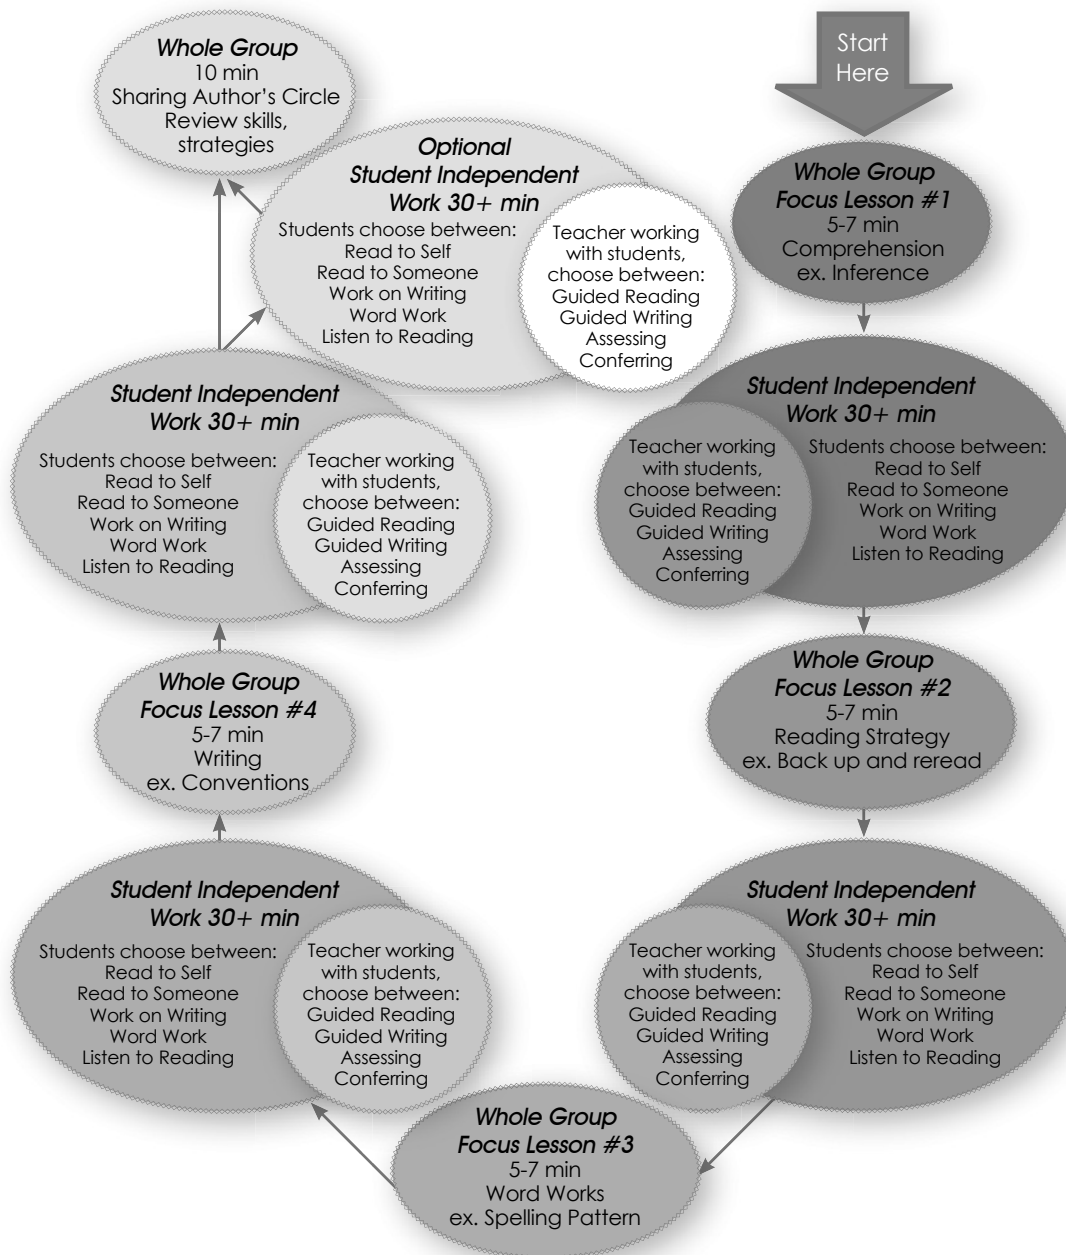 Start
Here
Whole Group
Focus Lesson #1
5-7 min
Comprehension
ex. Inference
Student Independent
Work 30+ min
Students choose between:
Read to Self
Read to Someone
Work on Writing
Word Work
Listen to Reading
Teacher working
with students,
choose between:
Guided Reading
Guided Writing
Assessing
Conferring
Whole Group
Focus Lesson #2
5-7 min
Reading Strategy
ex. Back up and reread
Student Independent
Work 30+ min
Students choose between:
Read to Self
Read to Someone
Work on Writing
Word Work
Listen to Reading
Teacher working
with students,
choose between:
Guided Reading
Guided Writing
Assessing
Conferring
Whole Group
Focus Lesson #3
5-7 min
Word Works
ex. Spelling Pattern
Student Independent
Work 30+ min
Students choose between:
Read to Self
Read to Someone
Work on Writing
Word Work
Listen to Reading
Teacher working
with students,
choose between:
Guided Reading
Guided Writing
Assessing
Conferring
Whole Group
Focus Lesson #4
5-7 min
Writing
ex. Conventions
Student Independent
Work 30+ min
Students choose between:
Read to Self
Read to Someone
Work on Writing
Word Work
Listen to Reading
Teacher working
with students,
choose between:
Guided Reading
Guided Writing
Assessing
Conferring
Optional
Student Independent
Work 30+ min
Students choose between:
Read to Self
Read to Someone
Work on Writing
Word Work
Listen to Reading
Teacher working
with students,
choose between:
Guided Reading
Guided Writing
Assessing
Conferring
Whole Group
10 min
Sharing Author's Circle
Review skills,
strategies